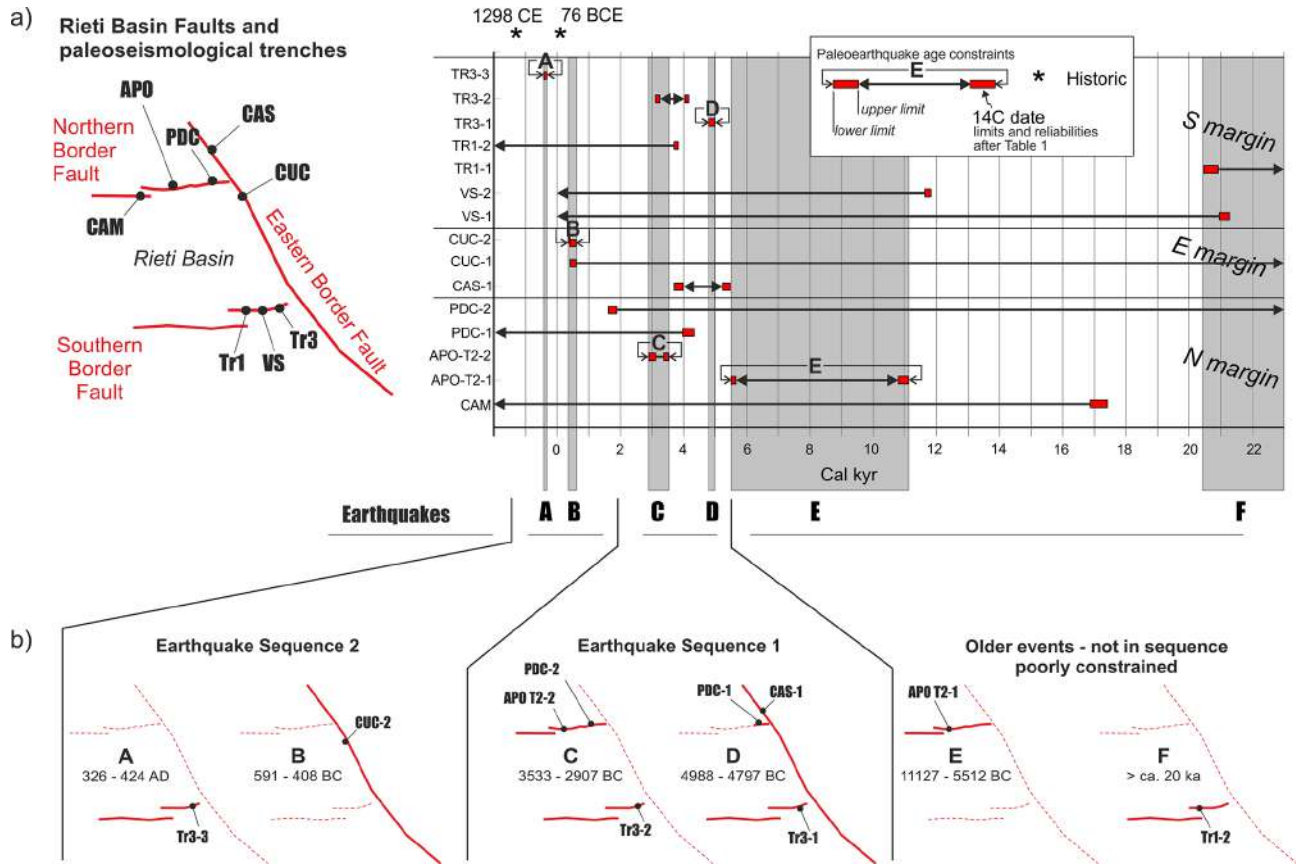 a)
Rieti Basin Faults and
paleoseismological trenches
APO
CAS
PDC
Northern
Border
Fault
CUC
CAM
Rieti Basin
Eastern Border Fault
Southern
Border
Fault
Tr1
VS
Tr3
1298 CE
76 BCE
*
*
Paleoearthquake age constraints
E
upper limit
lower limit
14C date
limits and reliabilities
after Table 1
* Historic
TR3-3
A
TR3-2
TR3-1
D
TR1-2
TR1-1
VS-2
VS-1
S margin
CUC-2
B
CUC-1
CAS-1
E margin
PDC-2
PDC-1
APO-T2-2
C
APO-T2-1
E
CAM
N margin
0 2 4 6 8 10 12 14 16 18 20 22
Cal kyr
Earthquakes A B C D E F
b)
Earthquake Sequence 2
A
326 - 424 AD
Tr3-3
CUC-2
B
591 - 408 BC
Earthquake Sequence 1
PDC-2
APO T2-2
C
3533 - 2907 BC
Tr3-2
PDC-1
CAS-1
D
4988 - 4797 BC
Tr3-1
Older events - not in sequence
poorly constrained
APO T2-1
E
11127 - 5512 BC
F
> ca. 20 ka
Tr1-2